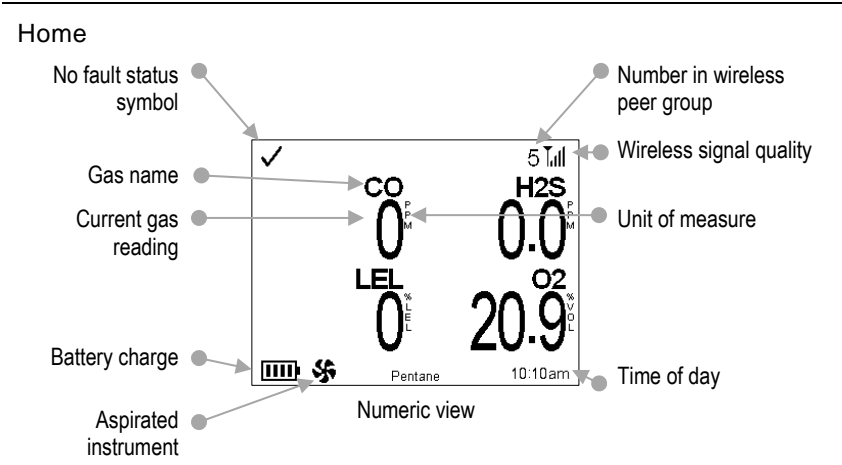 Home
No fault status
symbol
Number in wireless
peer group
Wireless signal quality
5
Gas name
CO
H2S
Current gas
reading
0
PPM
0.0
PPM
Unit of measure
LEL
O2
0
%LEL
20.9
%VOL
Battery charge
Pentane
10:10am
Time of day
Numeric view
Aspirated
instrument